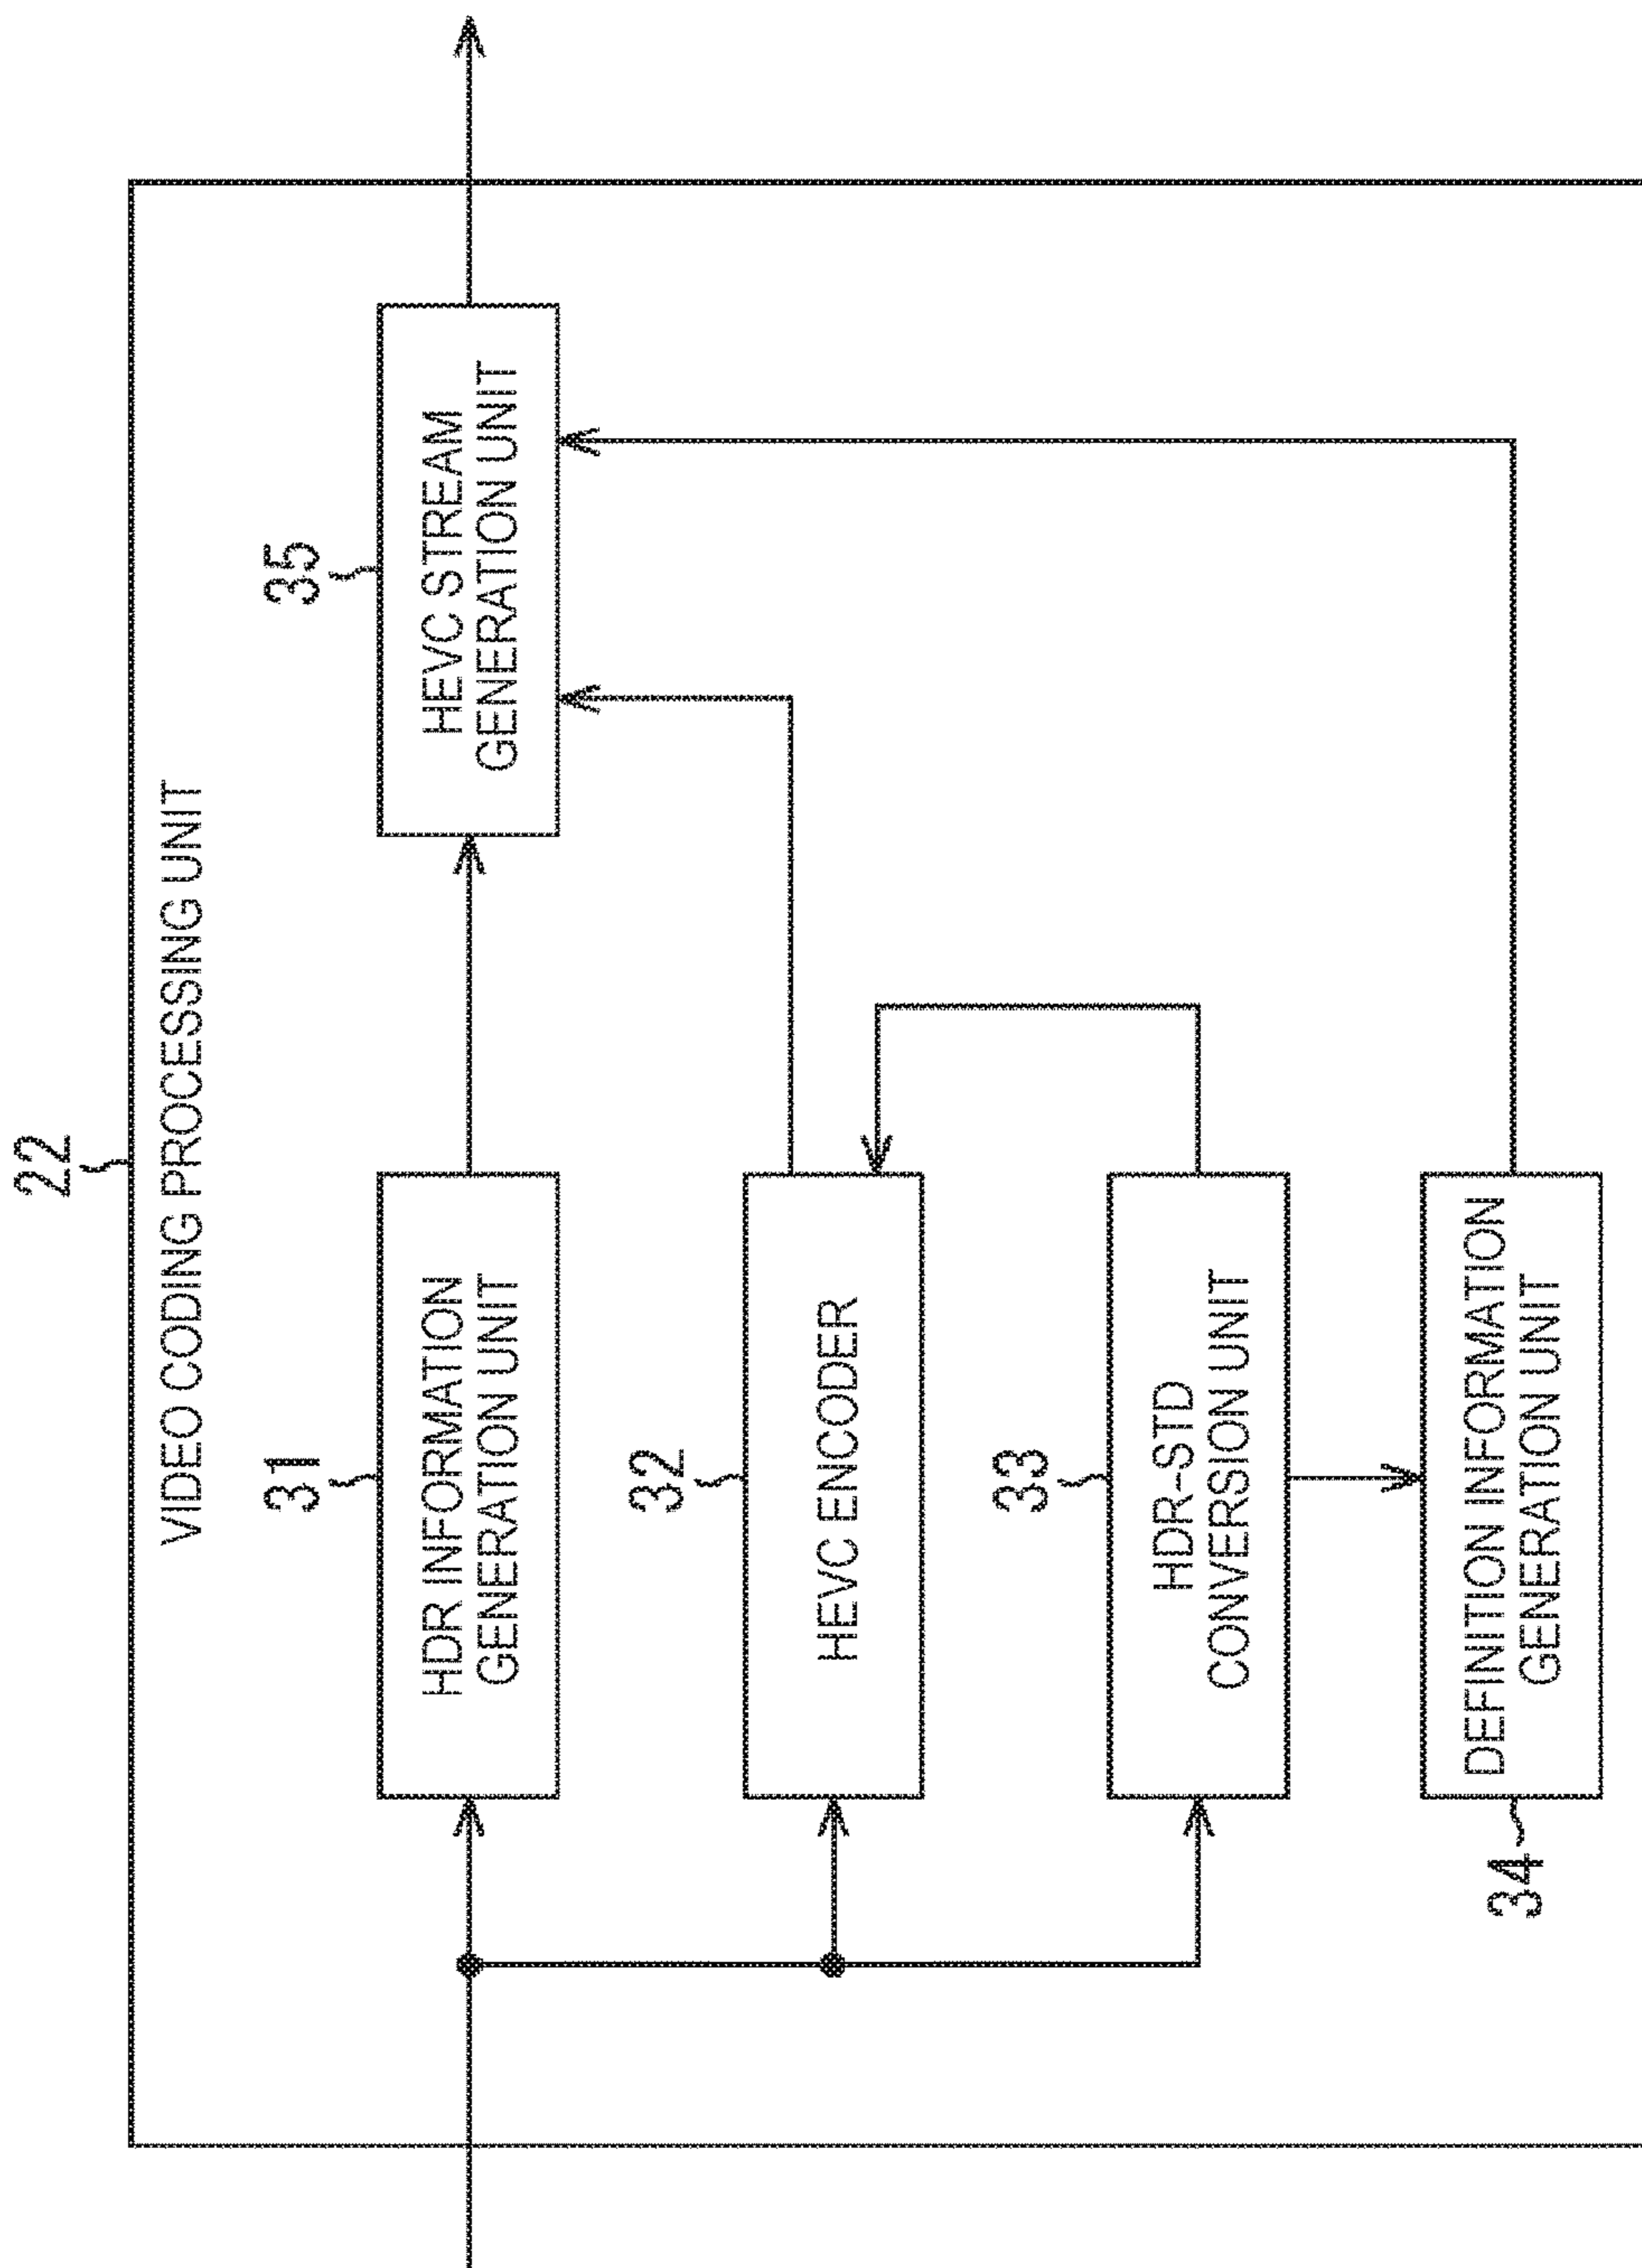 22
VIDEO CODING PROCESSING UNIT
31
HDR INFORMATION
GENERATION UNIT
35
HEVC STREAM
GENERATION UNIT
32
HEVC ENCODER
33
HDR-STD
CONVERSION UNIT
34
DEFINITION INFORMATION
GENERATION UNIT